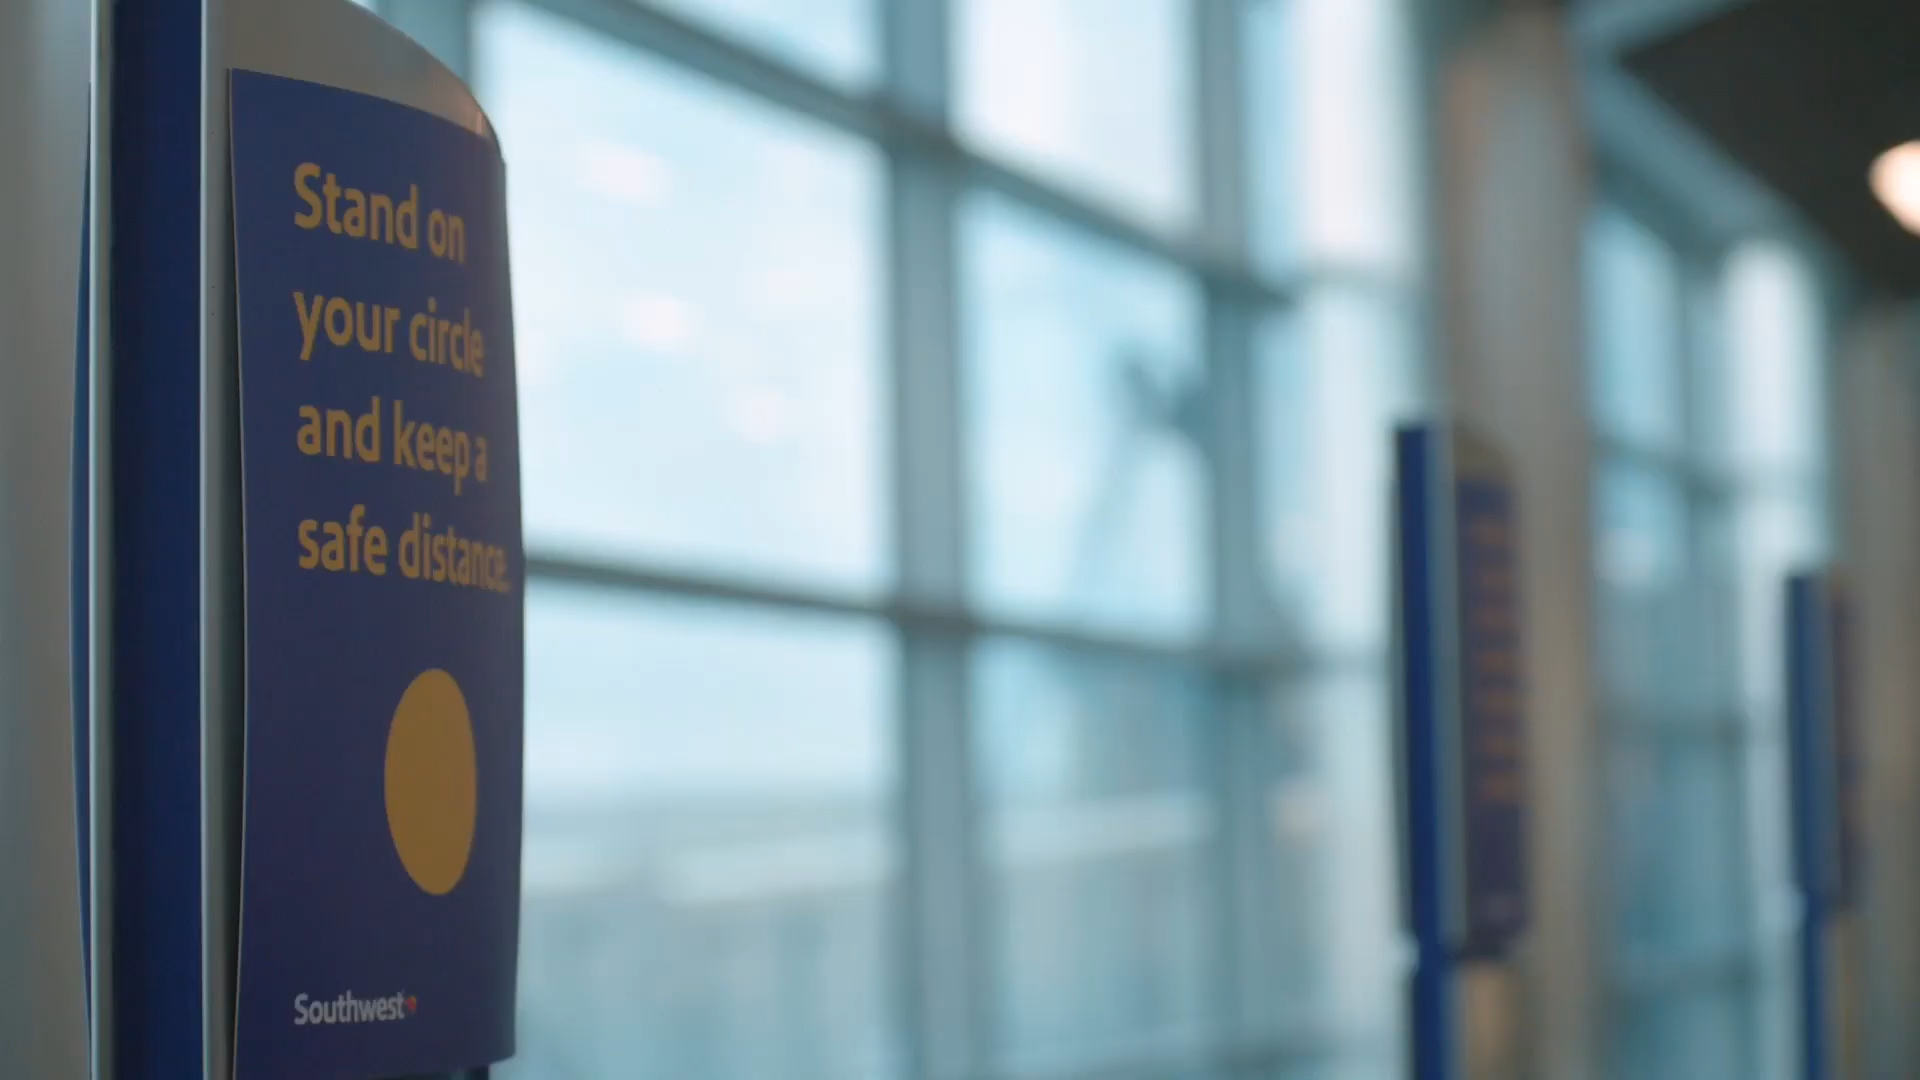 Stand on
your circle
and keep a
safe distance.
Southwest